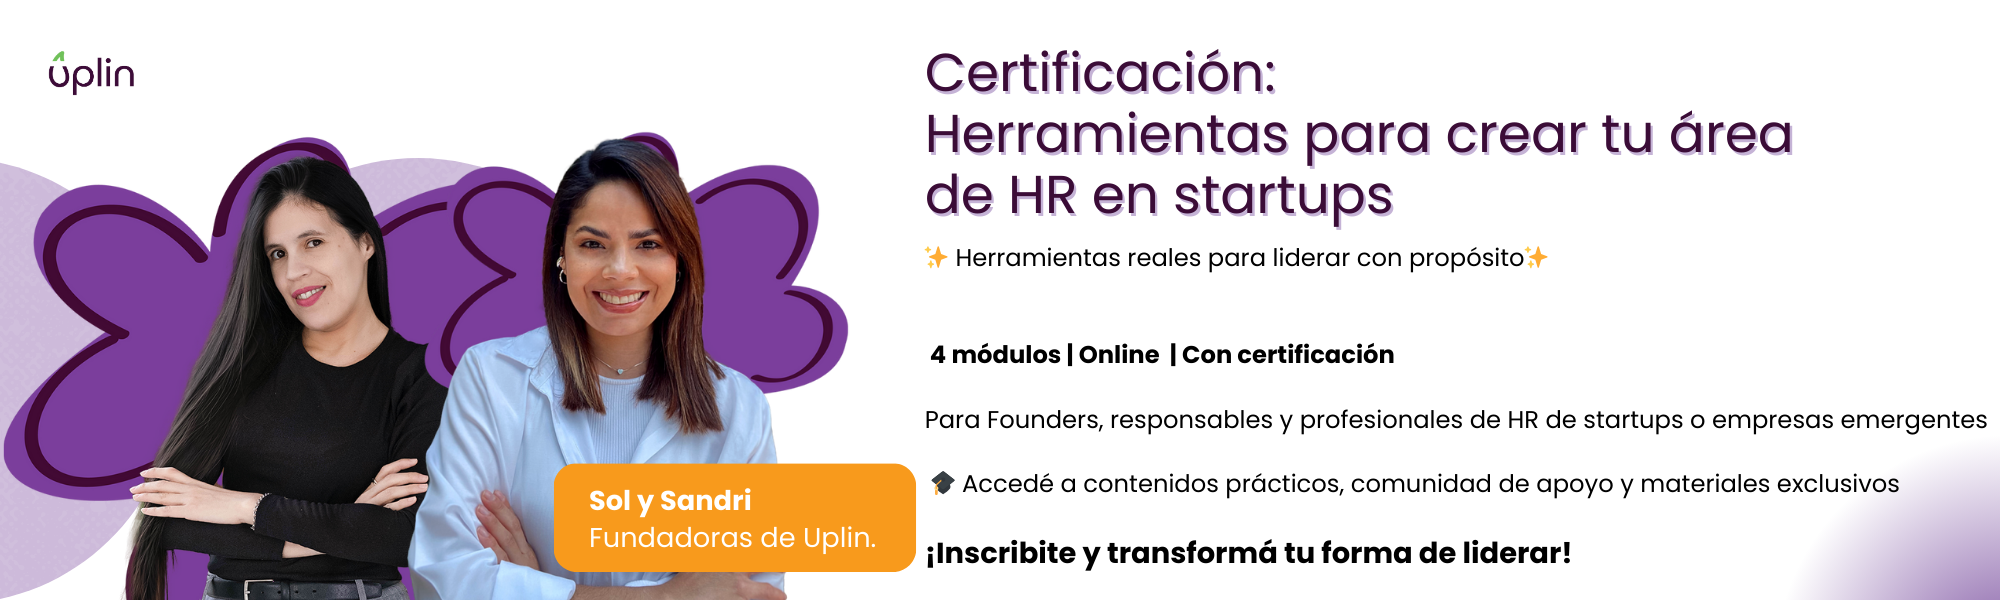 uplin
Certificación:
Herramientas para crear tu área
de HR en startups
✨ Herramientas reales para liderar con propósito✨
4 módulos | Online | Con certificación
Para Founders, responsables y profesionales de HR de startups o empresas emergentes
🎓 Accedé a contenidos prácticos, comunidad de apoyo y materiales exclusivos
¡Inscribite y transformá tu forma de liderar!
Sol y Sandri
Fundadoras de Uplin.